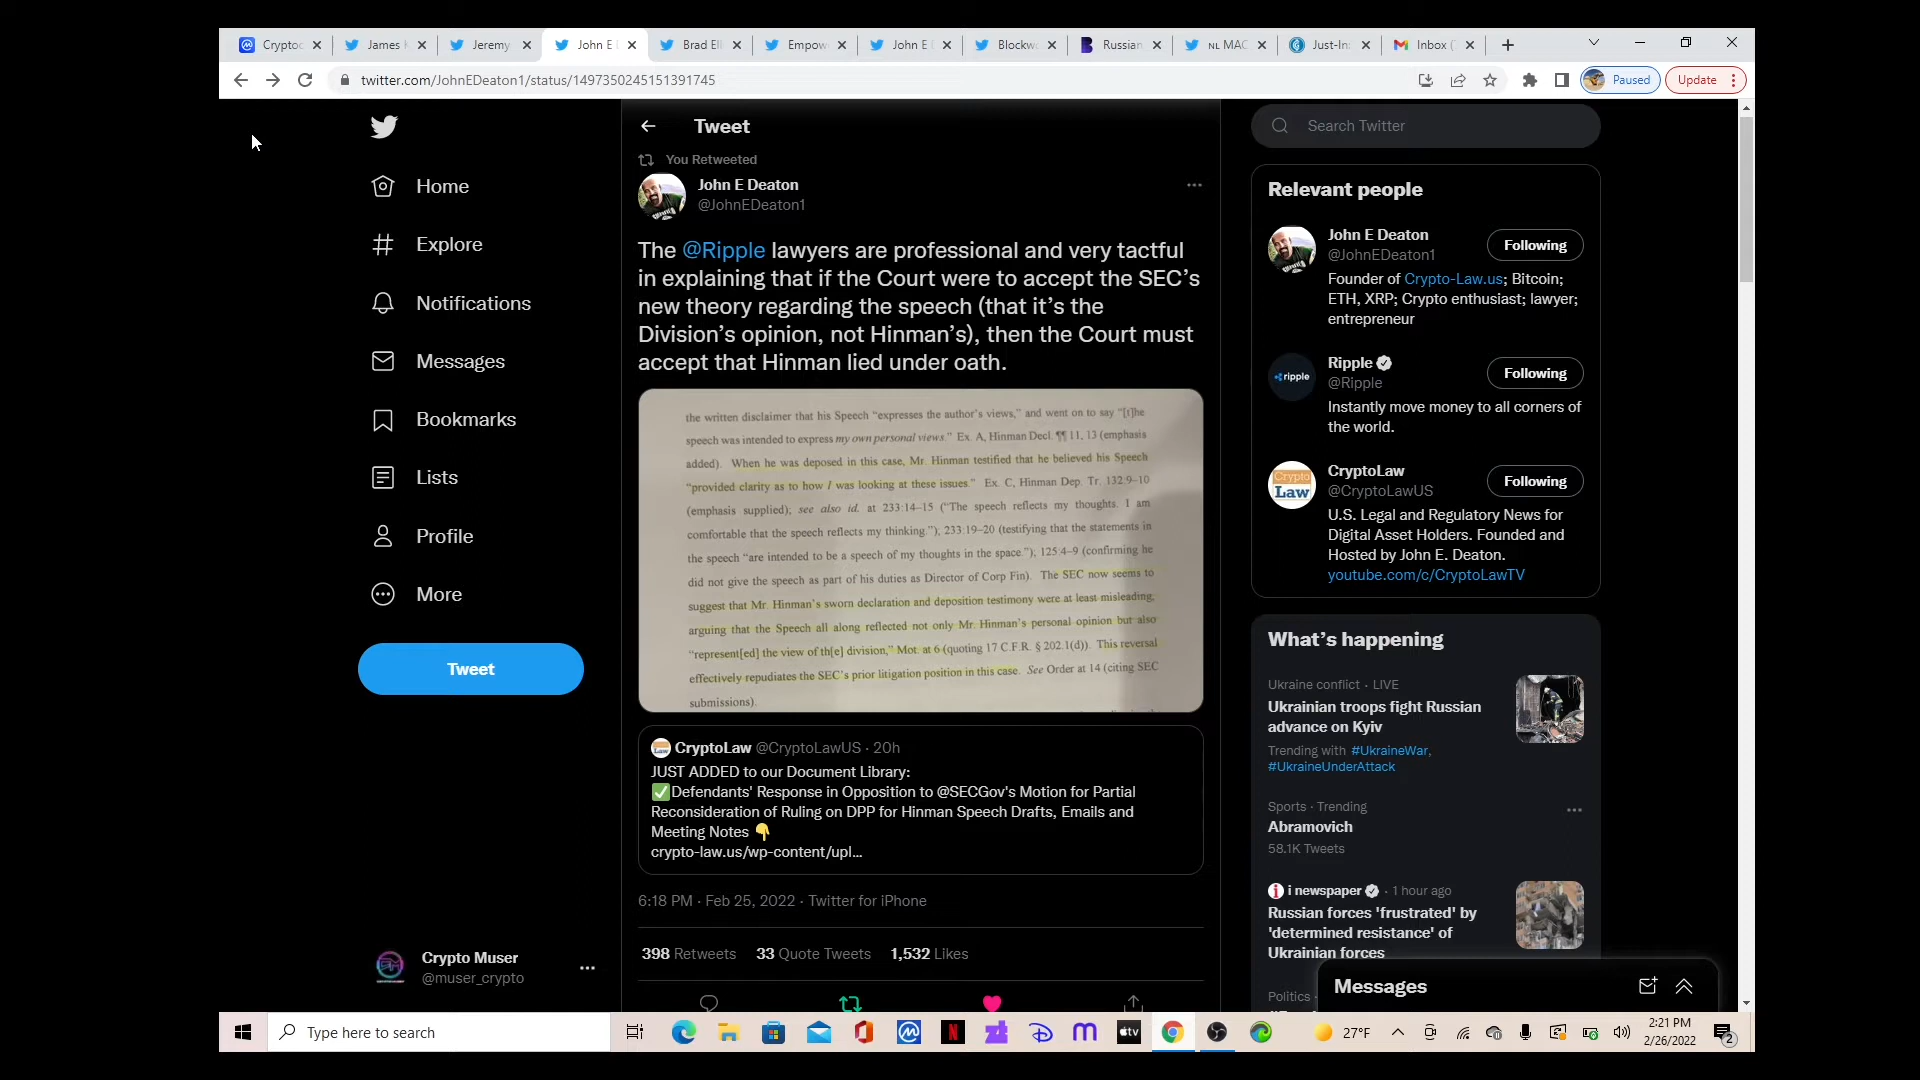 Cryptoc
James K
Jeremy
John E D
Brad Elli
Empow
John E D
Blockwo
Russian
NL MAC
Just-In
Inbox (
twitter.com/JohnEDeaton1/status/1497350245151391745
Paused
Update
Tweet
Search Twitter
You Retweeted
John E Deaton
@JohnEDeaton1
The @Ripple lawyers are professional and very tactful
in explaining that if the Court were to accept the SEC’s
new theory regarding the speech (that it’s the
Division’s opinion, not Hinman’s), then the Court must
accept that Hinman lied under oath.
the written disclaimer that his Speech “expresses the author’s views,” and went on to say “[t]he
speech was intended to express my own personal views.” Ex. A, Hinman Decl. ¶¶ 11, 13 (emphasis
added). When he was deposed in this case, Mr. Hinman testified that he believed his Speech
“provided clarity as to how I was looking at these issues.” Ex. C, Hinman Dep. Tr. 132:9–10
(emphasis supplied); see also id. at 233:14–15 (“The speech reflects my thoughts. I am
comfortable that the speech reflects my thinking.”); 233:19–20 (testifying that the statements in
the speech “are intended to be a speech of my thoughts in the space.”); 125:4–9 (confirming he
did not give the speech as part of his duties as Director of Corp Fin). The SEC now seems to
suggest that Mr. Hinman’s sworn declaration and deposition testimony were at least misleading,
arguing that the Speech all along reflected not only Mr. Hinman’s personal opinion but also
“represent[ed] the view of th[e] division,” Mot. at 6 (quoting 17 C.F.R. § 202.1(d)). This reversal
effectively repudiates the SEC’s prior litigation position in this case. See Order at 14 (citing SEC
submissions).
CryptoLaw @CryptoLawUS · 20h
JUST ADDED to our Document Library:
✅Defendants' Response in Opposition to @SECGov's Motion for Partial
Reconsideration of Ruling on DPP for Hinman Speech Drafts, Emails and
Meeting Notes 👇
crypto-law.us/wp-content/upl...
6:18 PM · Feb 25, 2022 · Twitter for iPhone
398 Retweets 33 Quote Tweets 1,532 Likes
Home
Explore
Notifications
Messages
Bookmarks
Lists
Profile
More
Tweet
Crypto Muser
@muser_crypto
Relevant people
John E Deaton
@JohnEDeaton1
Following
Founder of Crypto-Law.us; Bitcoin;
ETH, XRP; Crypto enthusiast; lawyer;
entrepreneur
ripple
Ripple
@Ripple
Following
Instantly move money to all corners of
the world.
Crypto
Law
CryptoLaw
@CryptoLawUS
Following
U.S. Legal and Regulatory News for
Digital Asset Holders. Founded and
Hosted by John E. Deaton.
youtube.com/c/CryptoLawTV
What’s happening
Ukraine conflict · LIVE
Ukrainian troops fight Russian
advance on Kyiv
Trending with #UkraineWar,
#UkraineUnderAttack
Sports · Trending
Abramovich
58.1K Tweets
i newspaper · 1 hour ago
Russian forces 'frustrated' by
'determined resistance' of
Ukrainian forces
Politics ·
Messages
Type here to search
tv
27°F
2:21 PM
2/26/2022
2